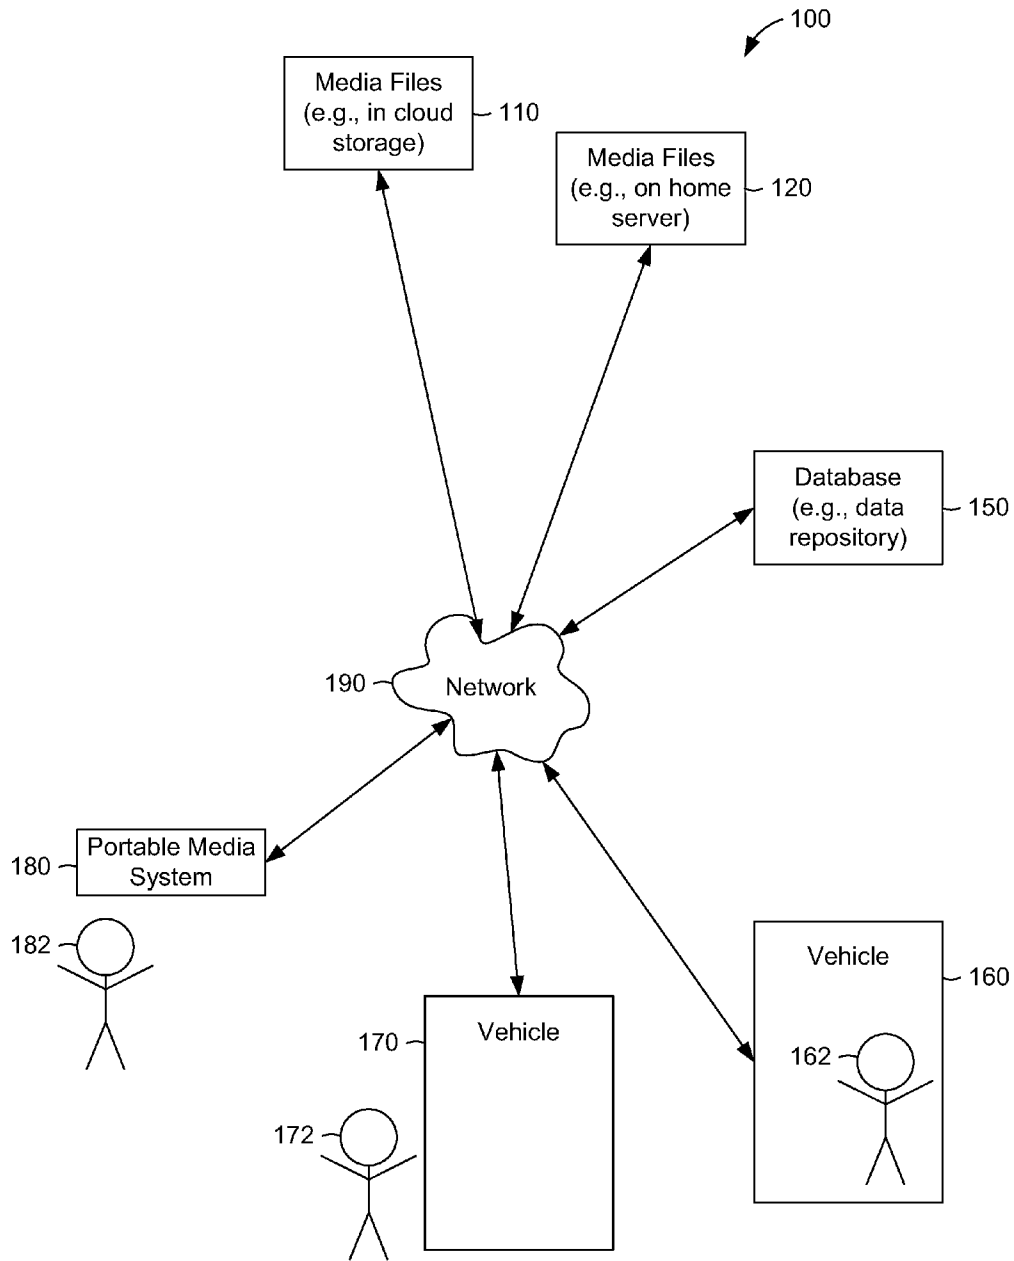 100
Media Files
(e.g., in cloud
storage)
110
Media Files
(e.g., on home
server)
120
Database
(e.g., data
repository)
150
190
Network
180
Portable Media
System
182
Vehicle
160
162
170
Vehicle
172